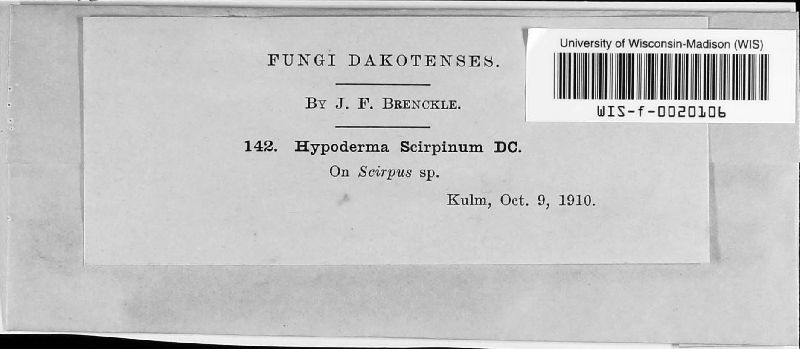 FUNGI DAKOTENSES.
BY J. F. BRENCKLE.
142. Hypoderma Scirpinum DC.
On Scirpus sp.
Kulm, Oct. 9, 1910.
University of Wisconsin-Madison (WIS)
WIS-f-0020106